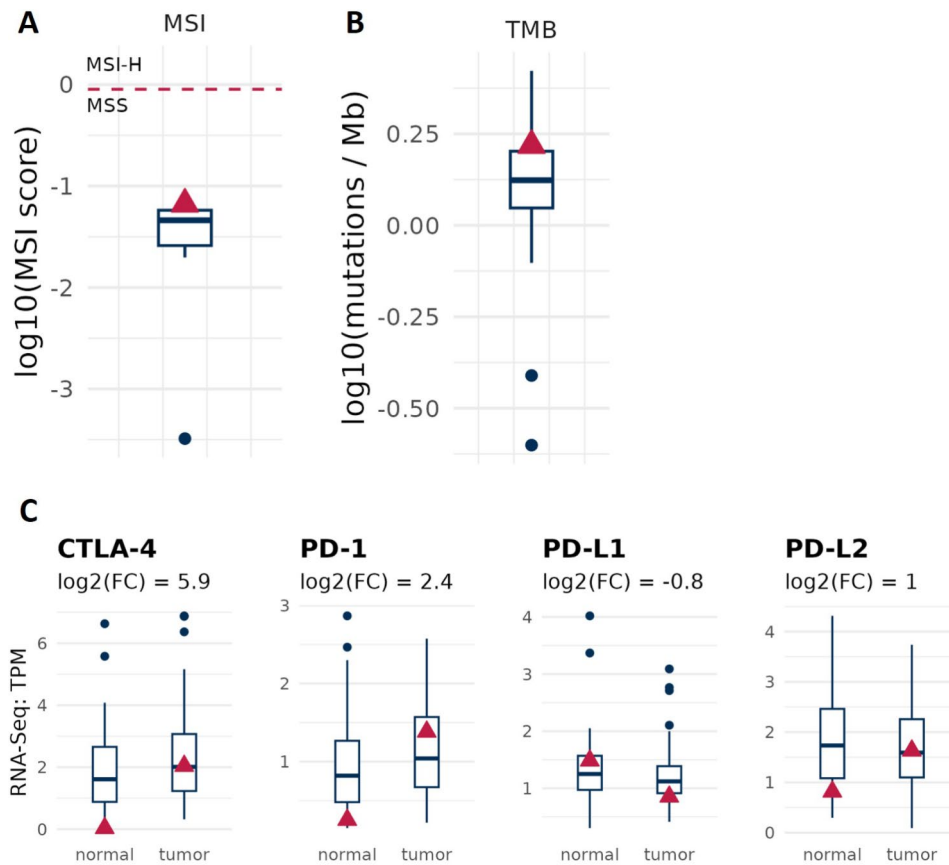 A
MSI
MSI-H
MSS
log10(MSI score)
0
-1
-2
-3
B
TMB
log10(mutations / Mb)
0.25
0.00
-0.25
-0.50
C
CTLA-4
log2(FC) = 5.9
RNA-Seq: TPM
6
4
2
0
normal tumor
PD-1
log2(FC) = 2.4
3
2
1
normal tumor
PD-L1
log2(FC) = -0.8
4
3
2
1
normal tumor
PD-L2
log2(FC) = 1
4
3
2
1
0
normal tumor